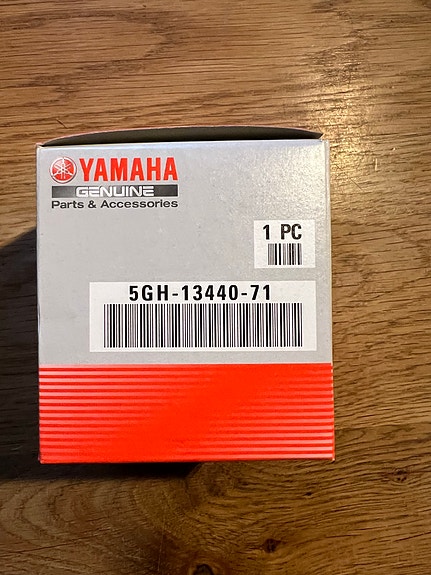 YAMAHA
GENUINE
Parts & Accessories
1 PC
5GH-13440-71